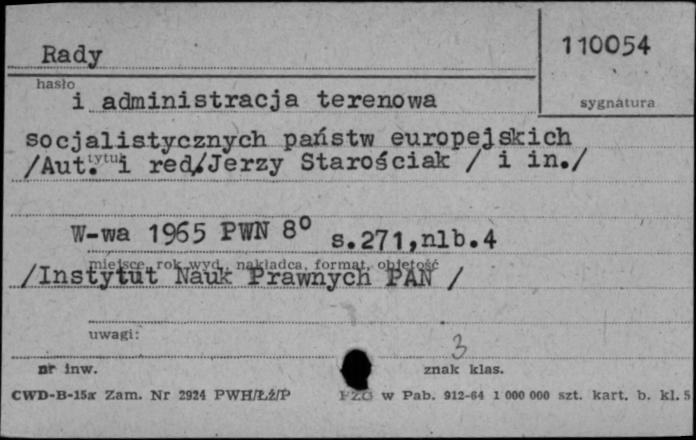 Rady
110054
hasło
i administracja terenowa
sygnatura
socjalistycznych państw europejskich
tytuł
/Aut. i red. Jerzy Starościak / i in./
W-wa 1965 PWN 8° s.271,nlb.4
miejsce, rok wyd., nakładca, format, objętość
/Instytut Nauk Prawnych PAN /
uwagi:
3
nr inw.
znak klas.
CWD-B-15x Zam. Nr 2924 PWH/Łź/P
w Pab. 912-64 1 000 000 szt. kart. b. kl. 5